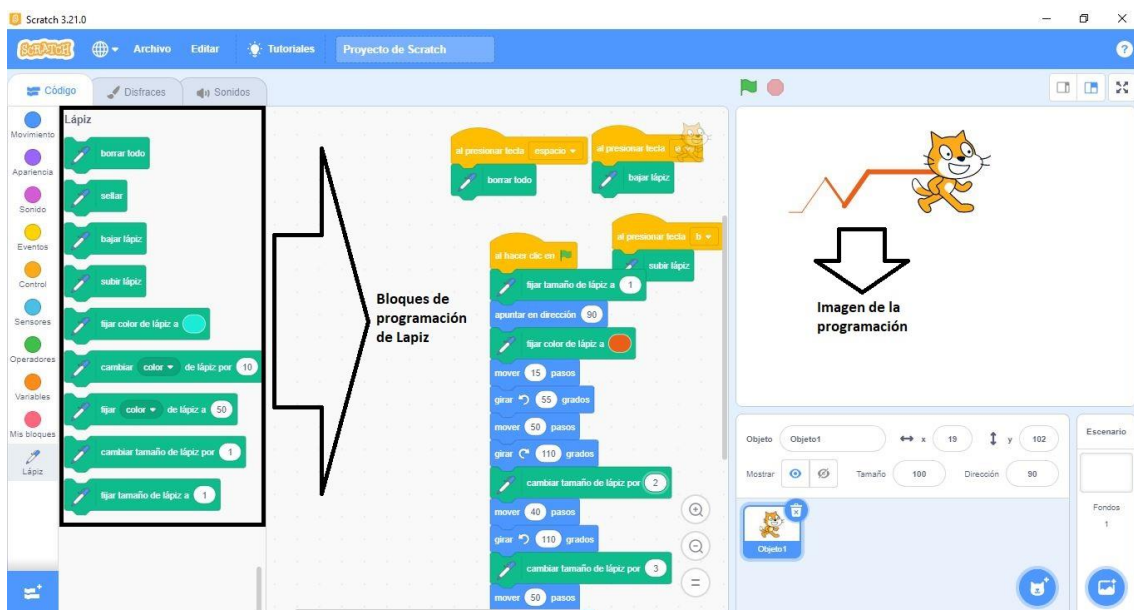 Scratch 3.21.0
SCRATCH
Archivo
Editar
Tutoriales
Proyecto de Scratch
?
Código
Disfraces
Sonidos
Movimiento
Apariencia
Sonido
Eventos
Control
Sensores
Operadores
Variables
Mis bloques
Lápiz
Lápiz
borrar todo
sellar
bajar lápiz
subir lápiz
fijar color de lápiz a
cambiar color de lápiz por 10
fijar color de lápiz a 50
cambiar tamaño de lápiz por 1
fijar tamaño de lápiz a 1
Bloques de
programación
de Lapiz
al presionar tecla espacio
borrar todo
al presionar tecla
bajar lápiz
al presionar tecla b
subir lápiz
al hacer clic en
fijar tamaño de lápiz a 1
apuntar en dirección 90
fijar color de lápiz a
mover 15 pasos
girar 55 grados
mover 50 pasos
girar 110 grados
cambiar tamaño de lápiz por 2
mover 40 pasos
girar 110 grados
cambiar tamaño de lápiz por 3
mover 50 pasos
Imagen de la
programación
Objeto Objeto1 x 19 y 102
Mostrar Tamaño 100 Dirección 90
Objeto1
Escenario
Fondos
1